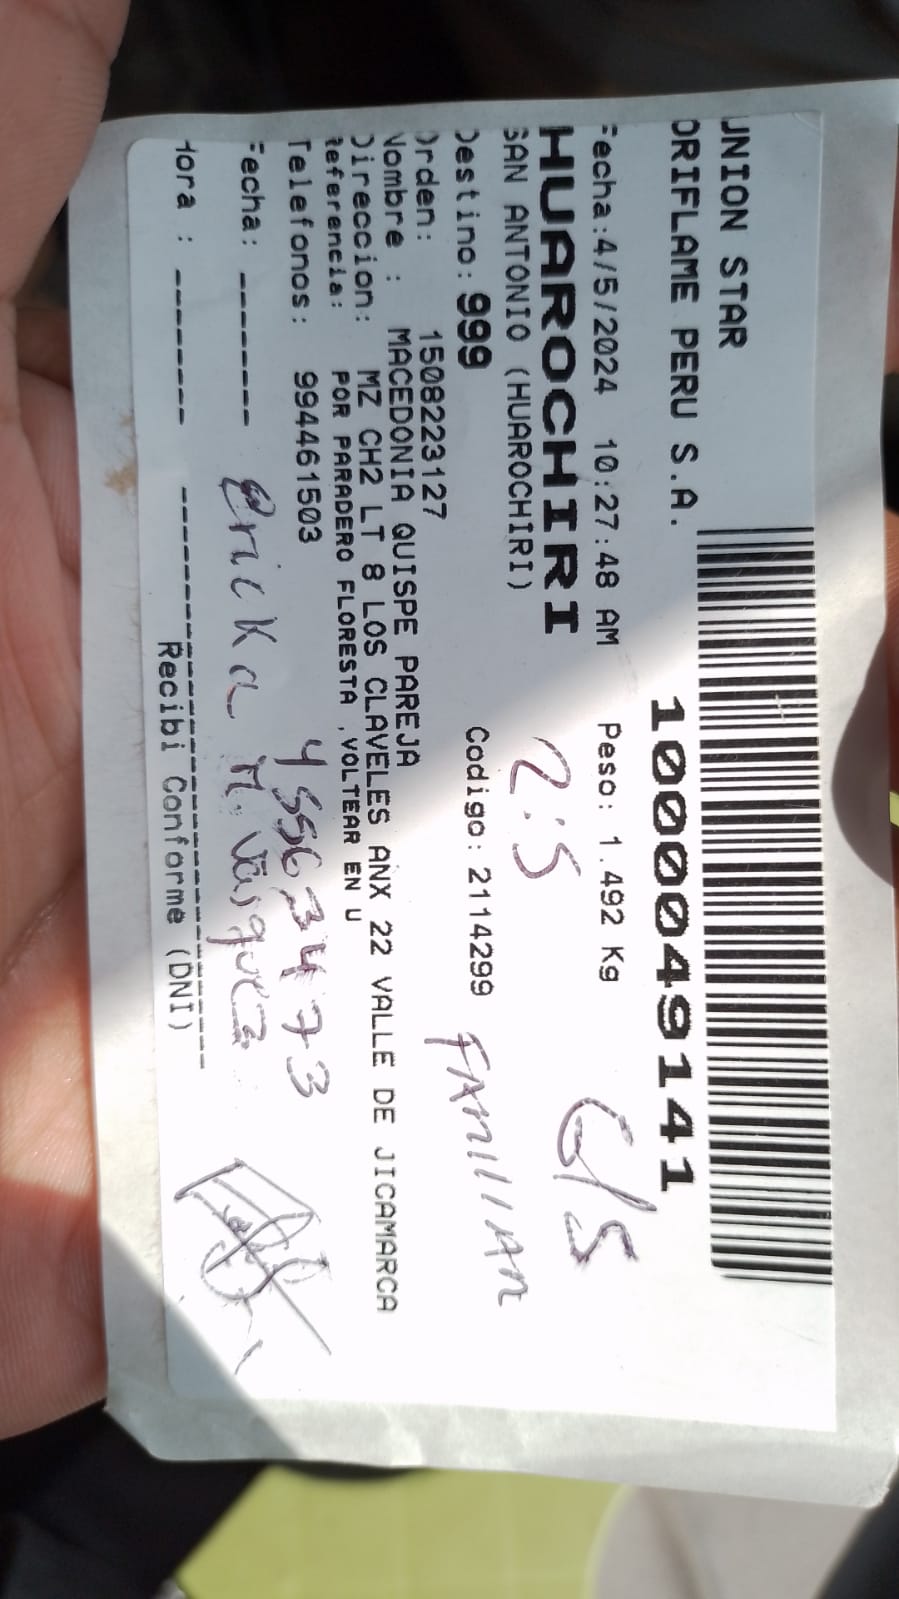 UNION STAR
ORIFLAME PERU S.A.
1000049141
Fecha:4/5/2024 10:27:48 AM Peso: 1.492 Kg
HUAROCHIRI
6/5
SAN ANTONIO (HUAROCHIRI)
2:5
Destino: 999 Codigo: 2114299
FAMILIAR
Orden: 1508223127
Nombre : MACEDONIA QUISPE PAREJA
Direccion: MZ CH2 LT 8 LOS CLAVELES ANX 22 VALLE DE JICAMARCA
Referencia: POR PARADERO FLORESTA ,VOLTEAR EN U
Telefonos: 994461503
45563473
Fecha: -------
Ericka M. Vasquez
Hora : -------
Recibi Conforme (DNI)